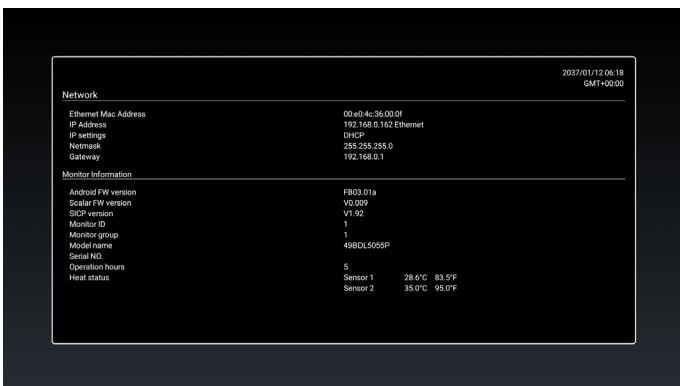 2037/01/12 06:18
GMT+00:00
Network
Ethernet Mac Address 00:e0:4c:36:00:0f
IP Address 192.168.0.162 Ethernet
IP settings DHCP
Netmask 255.255.255.0
Gateway 192.168.0.1
Monitor Information
Android FW version FB03.01a
Scalar FW version V0.009
SICP version V1.92
Monitor ID 1
Monitor group 1
Model name 49BDL5055P
Serial NO.
Operation hours 5
Heat status Sensor 1 28.6°C 83.5°F
Sensor 2 35.0°C 95.0°F